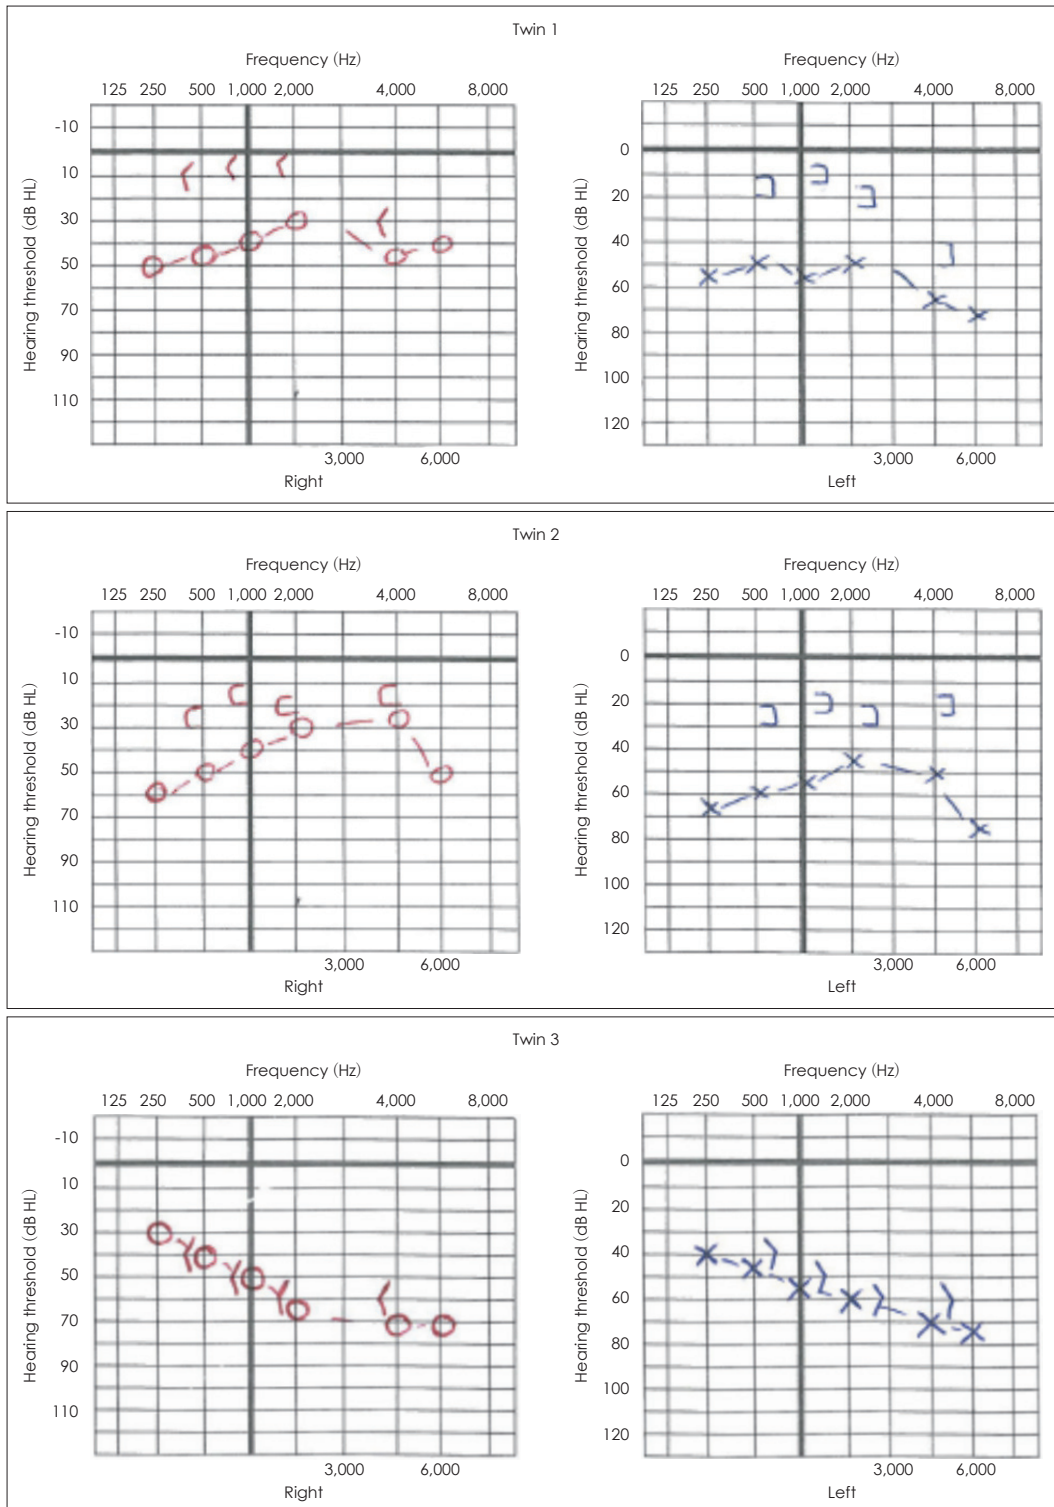 Twin 1
Frequency (Hz)
125 250 500 1,000 2,000 4,000 8,000
Hearing threshold (dB HL)
-10
10
30
50
70
90
110
3,000 6,000
Right
Frequency (Hz)
125 250 500 1,000 2,000 4,000 8,000
Hearing threshold (dB HL)
0
20
40
60
80
100
120
3,000 6,000
Left
Twin 2
Frequency (Hz)
125 250 500 1,000 2,000 4,000 8,000
Hearing threshold (dB HL)
-10
10
30
50
70
90
110
3,000 6,000
Right
Frequency (Hz)
125 250 500 1,000 2,000 4,000 8,000
Hearing threshold (dB HL)
0
20
40
60
80
100
120
3,000 6,000
Left
Twin 3
Frequency (Hz)
125 250 500 1,000 2,000 4,000 8,000
Hearing threshold (dB HL)
-10
10
30
50
70
90
110
3,000 6,000
Right
Frequency (Hz)
125 250 500 1,000 2,000 4,000 8,000
Hearing threshold (dB HL)
0
20
40
60
80
100
120
3,000 6,000
Left